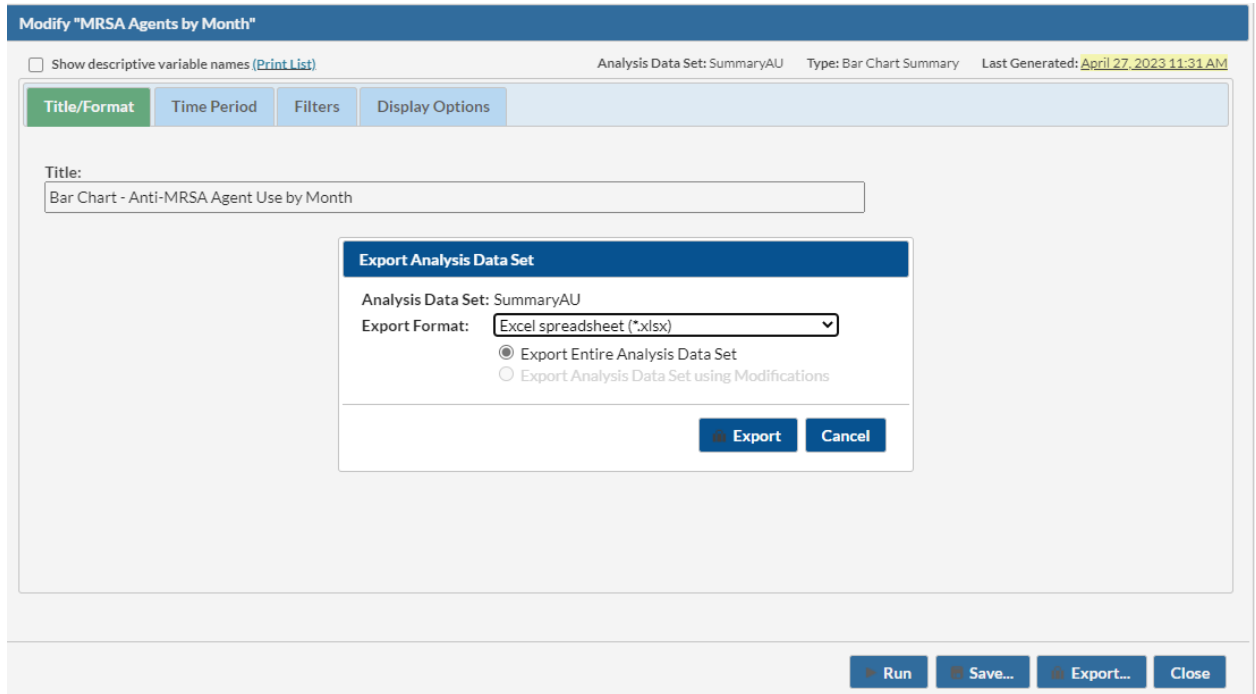 Modify "MRSA Agents by Month"
Show descriptive variable names (Print List) Analysis Data Set: SummaryAU Type: Bar Chart Summary Last Generated: April 27, 2023 11:31 AM
Title/Format Time Period Filters Display Options
Title:
Bar Chart - Anti-MRSA Agent Use by Month
Export Analysis Data Set
Analysis Data Set: SummaryAU
Export Format: Excel spreadsheet (*.xlsx)
Export Entire Analysis Data Set
Export Analysis Data Set using Modifications
Export Cancel
Run Save... Export... Close